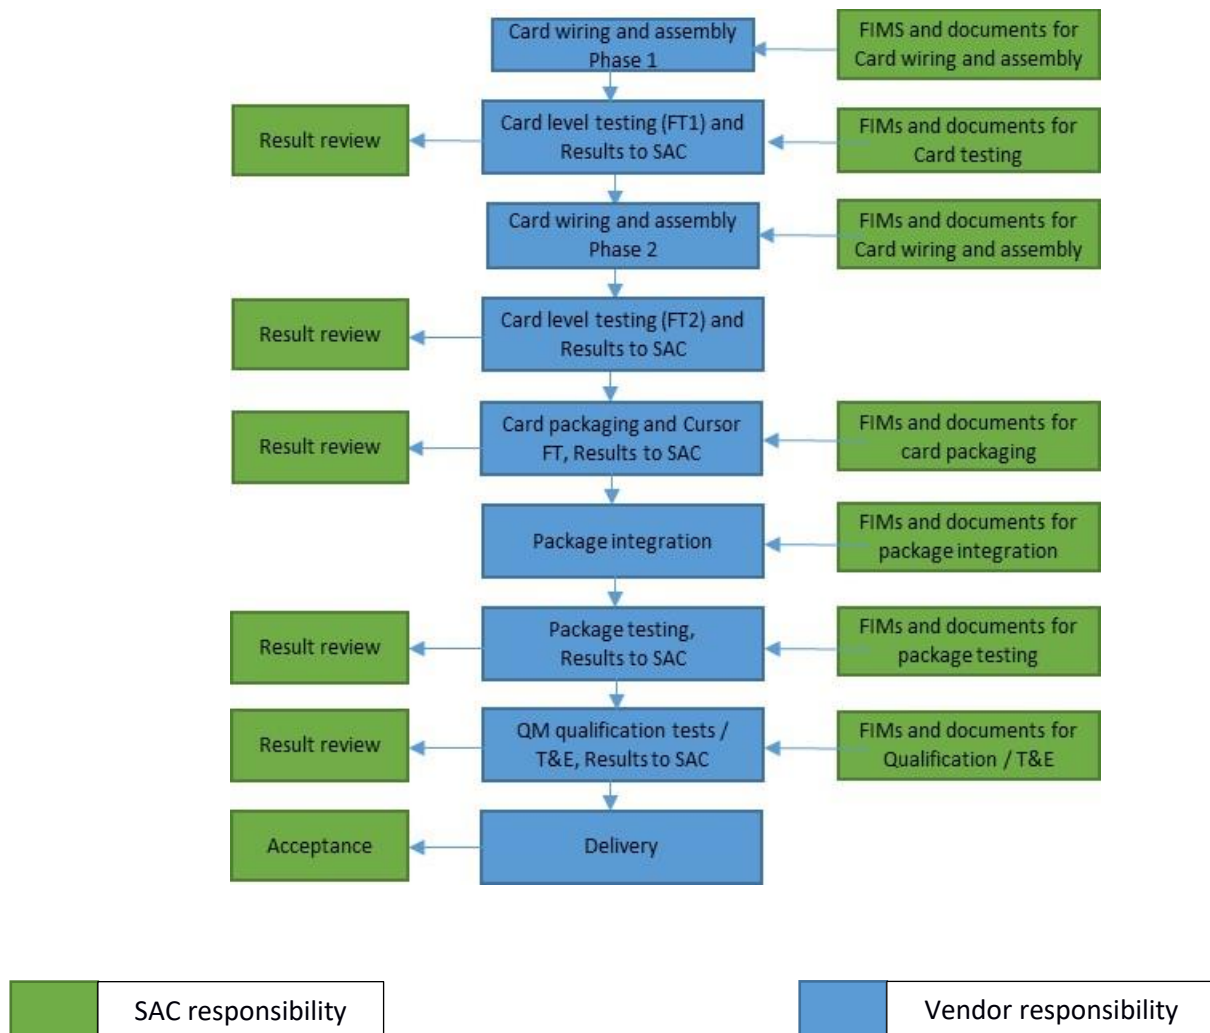 Card wiring and assembly
Phase 1
FIMS and documents for
Card wiring and assembly
Result review
Card level testing (FT1) and
Results to SAC
FIMs and documents for
Card testing
Card wiring and assembly
Phase 2
FIMs and documents for
Card wiring and assembly
Result review
Card level testing (FT2) and
Results to SAC
Result review
Card packaging and Cursor
FT, Results to SAC
FIMs and documents for
card packaging
Package integration
FIMs and documents for
package integration
Result review
Package testing,
Results to SAC
FIMs and documents for
package testing
Result review
QM qualification tests /
T&E, Results to SAC
FIMs and documents for
Qualification / T&E
Acceptance
Delivery
SAC responsibility
Vendor responsibility